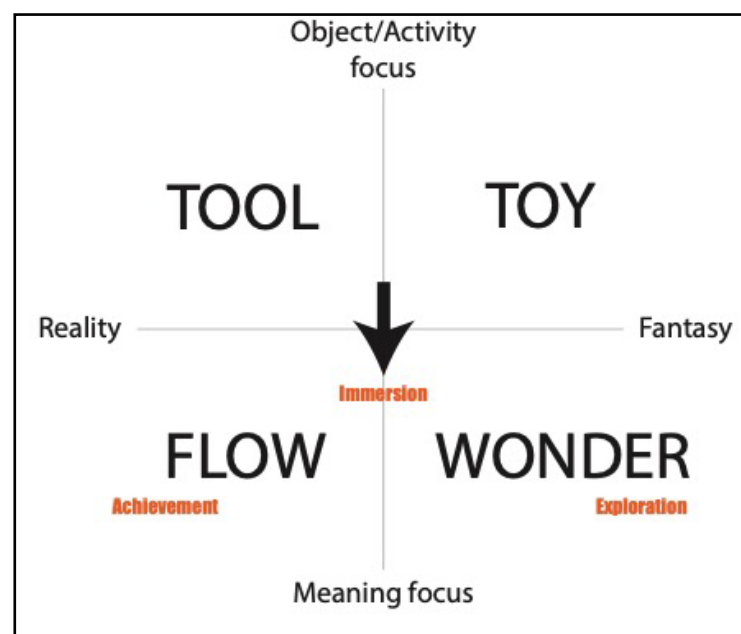 Object/Activity
focus
TOOL
TOY
Reality
Fantasy
Immersion
FLOW
WONDER
Achievement
Exploration
Meaning focus